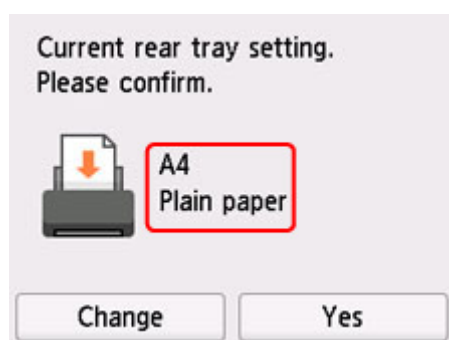 Current rear tray setting.
Please confirm.
A4
Plain paper
Change
Yes